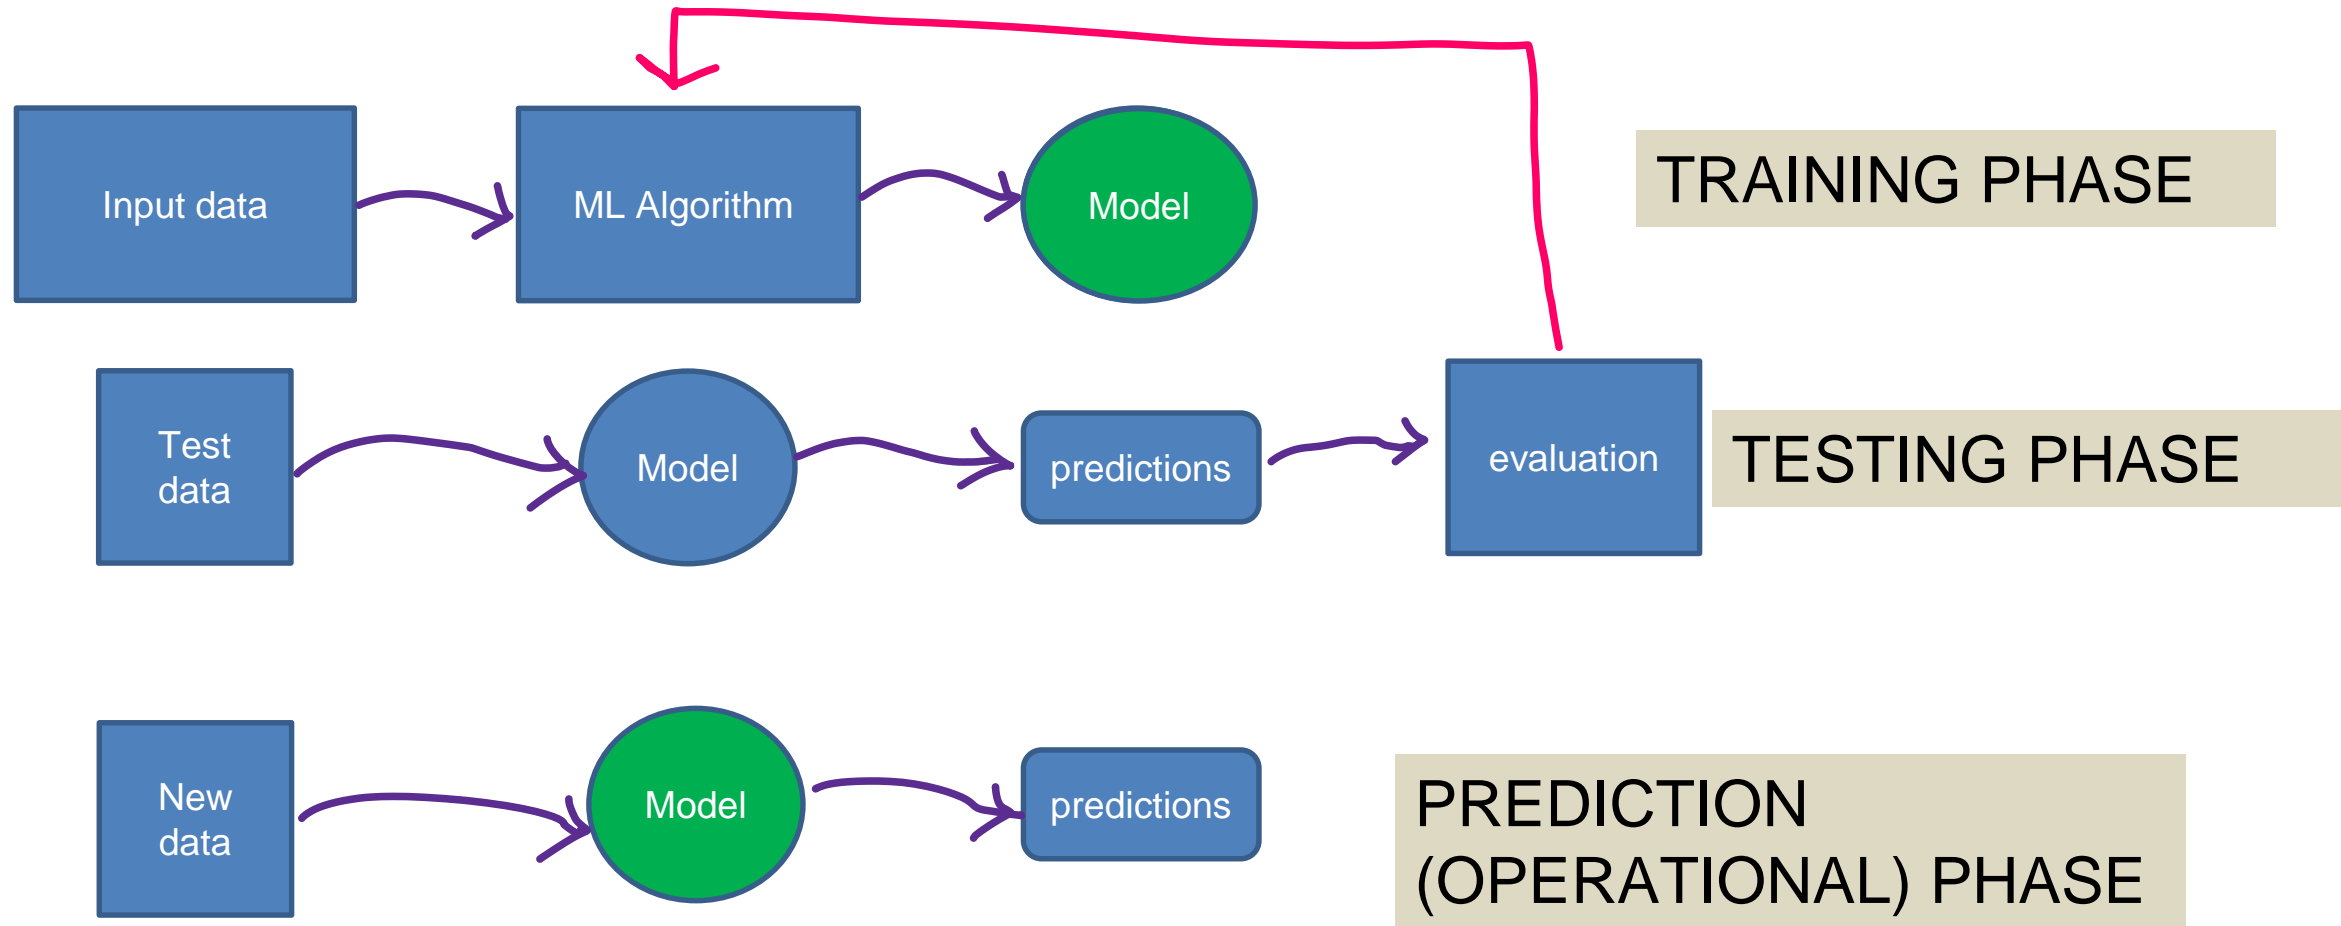 Input data
ML Algorithm
Model
TRAINING PHASE
Test
data
Model
predictions
evaluation
TESTING PHASE
New
data
Model
predictions
PREDICTION
(OPERATIONAL) PHASE